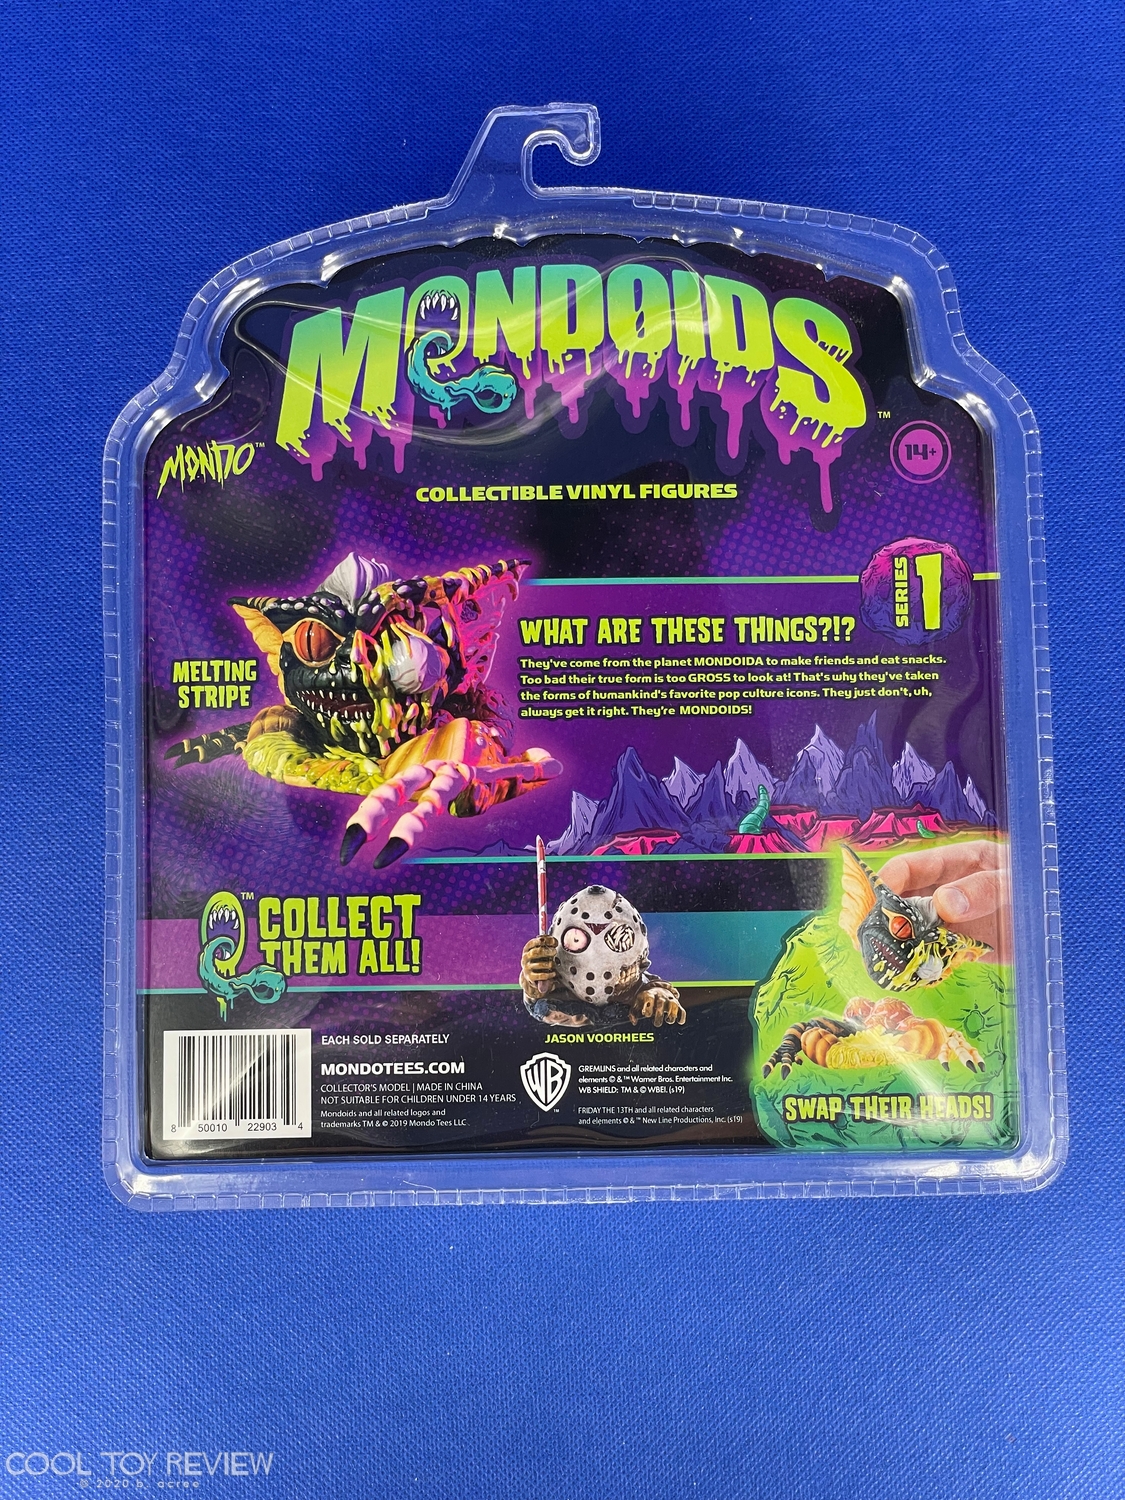 MONDOIDS™
MONDO™
14+
COLLECTIBLE VINYL FIGURES
SERIES 1
WHAT ARE THESE THINGS?!?
They've come from the planet MONDOIDA to make friends and eat snacks.
Too bad their true form is too GROSS to look at! That's why they've taken
the forms of humankind's favorite pop culture icons. They just don't, uh,
always get it right. They're MONDOIDS!
MELTING
STRIPE
™ COLLECT
THEM ALL!
EACH SOLD SEPARATELY
MONDOTEES.COM
COLLECTOR'S MODEL | MADE IN CHINA
NOT SUITABLE FOR CHILDREN UNDER 14 YEARS
Mondoids and all related logos and
trademarks TM & © 2019 Mondo Tees LLC
8 50010 22903 4
JASON VOORHEES
WB
™
GREMLINS and all related characters and
elements © & ™ Warner Bros. Entertainment Inc.
WB SHIELD: TM & © WBEI. (s19)
FRIDAY THE 13TH and all related characters
and elements © & ™ New Line Productions, Inc. (s19)
SWAP THEIR HEADS!
COOL TOY REVIEW
© 2020 b. acree